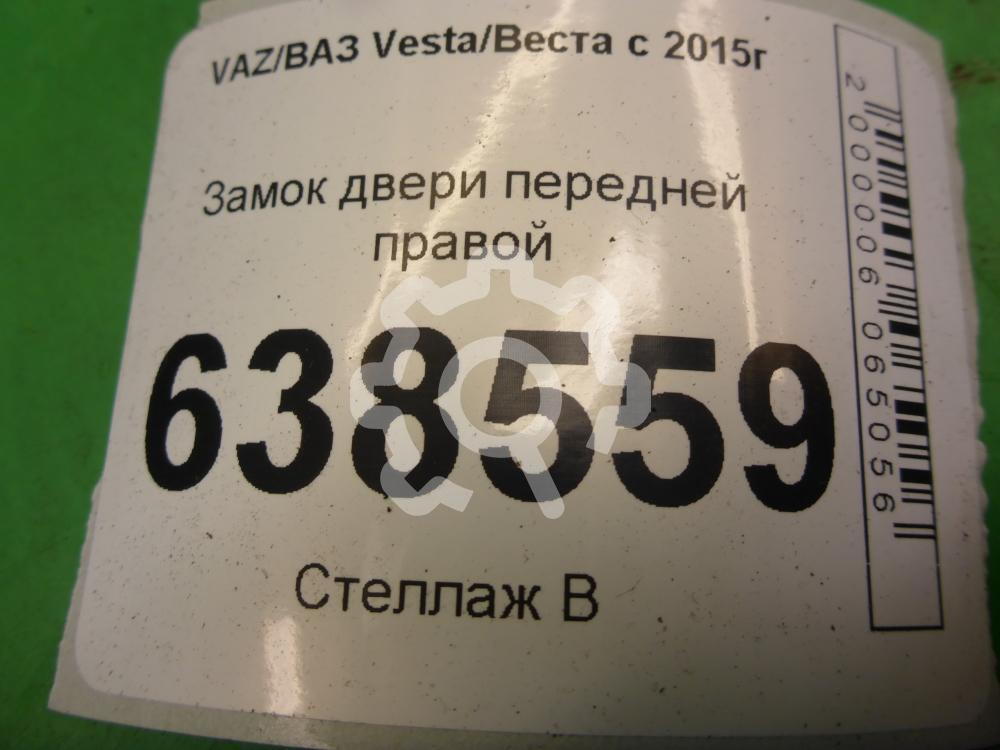 VAZ/ВАЗ Vesta/Веста с 2015г
Замок двери передней
правой
638559
Стеллаж В
2000006065056